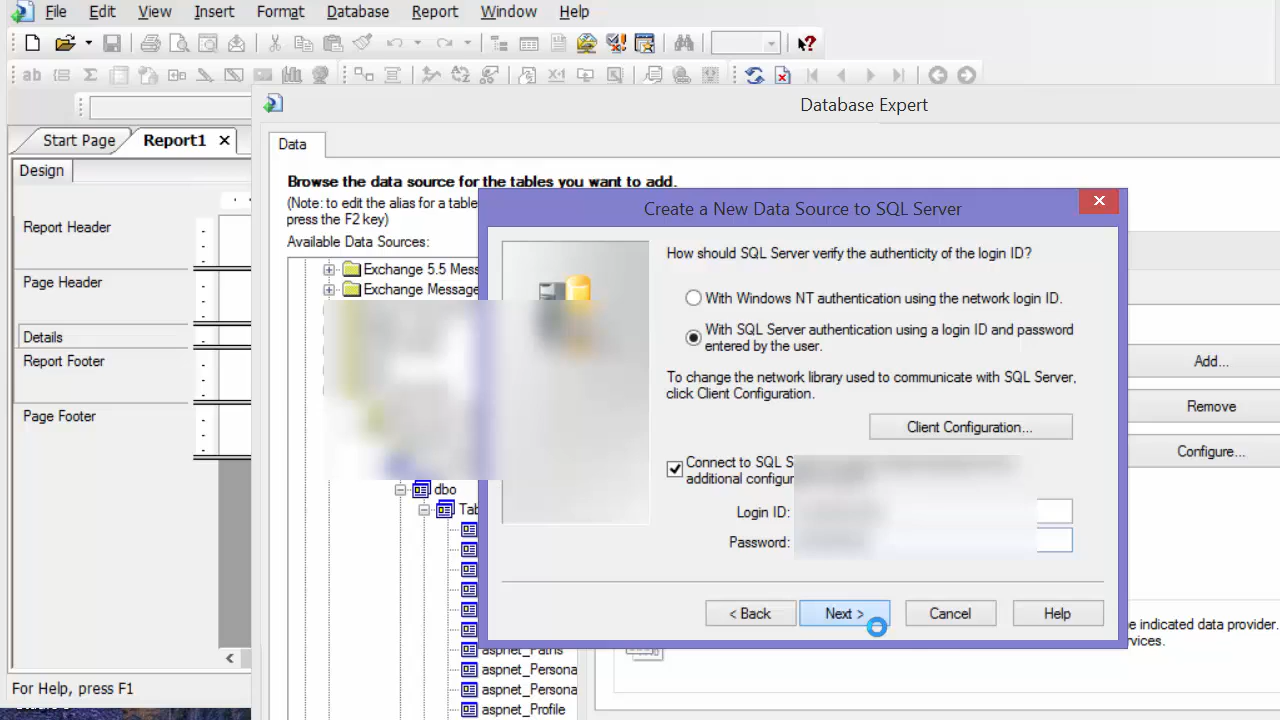 File Edit View Insert Format Database Report Window Help
Database Expert
Start Page Report1
Data
Design
Browse the data source for the tables you want to add.
(Note: to edit the alias for a table
press the F2 key)
Available Data Sources:
Report Header
Page Header
Details
Report Footer
Page Footer
Exchange 5.5 Mess
Exchange Message
dbo
Tab
aspnet_Paths
aspnet_Persona
aspnet_Persona
aspnet_Profile
Create a New Data Source to SQL Server
How should SQL Server verify the authenticity of the login ID?
With Windows NT authentication using the network login ID.
With SQL Server authentication using a login ID and password
entered by the user.
To change the network library used to communicate with SQL Server,
click Client Configuration.
Client Configuration...
Connect to SQL S
additional configur
Login ID:
Password:
< Back Next > Cancel Help
Add...
Remove
Configure...
e indicated data provider.
rvices.
For Help, press F1